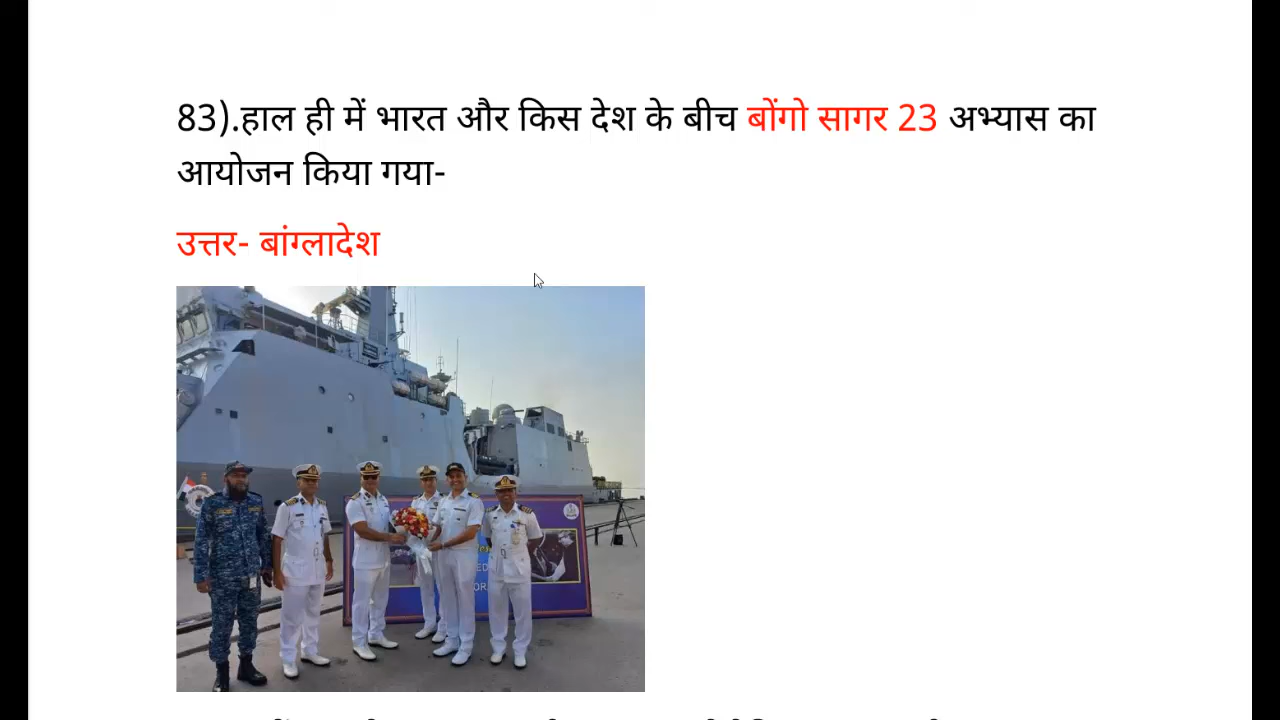 83).हाल ही में भारत और किस देश के बीच बोंगो सागर 23 अभ्यास का
आयोजन किया गया-
उत्तर- बांग्लादेश